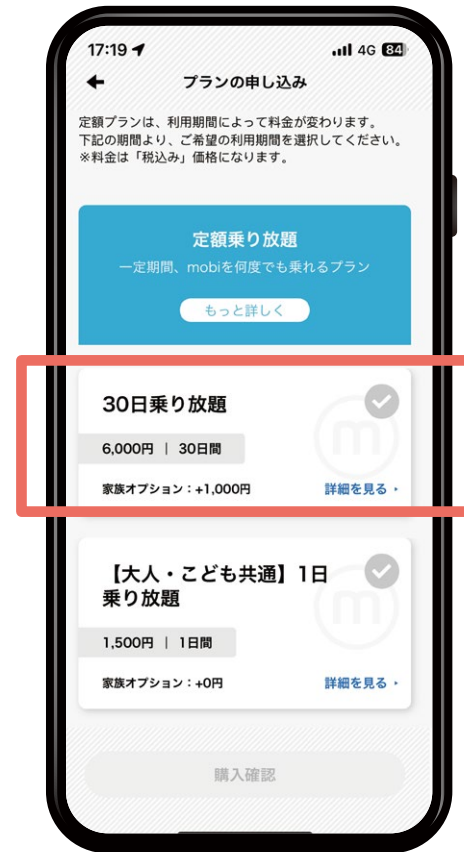 17:19 4G 84
プランの申し込み
定額プランは、利用期間によって料金が変わります。
下記の期間より、ご希望の利用期間を選択してください。
※料金は「税込み」価格になります。
定額乗り放題
一定期間、mobiを何度でも乗れるプラン
もっと詳しく
30日乗り放題
m
6,000円 | 30日間
家族オプション:+1,000円 詳細を見る
【大人・こども共通】1日
乗り放題
m
1,500円 | 1日間
家族オプション:+0円 詳細を見る
購入確認